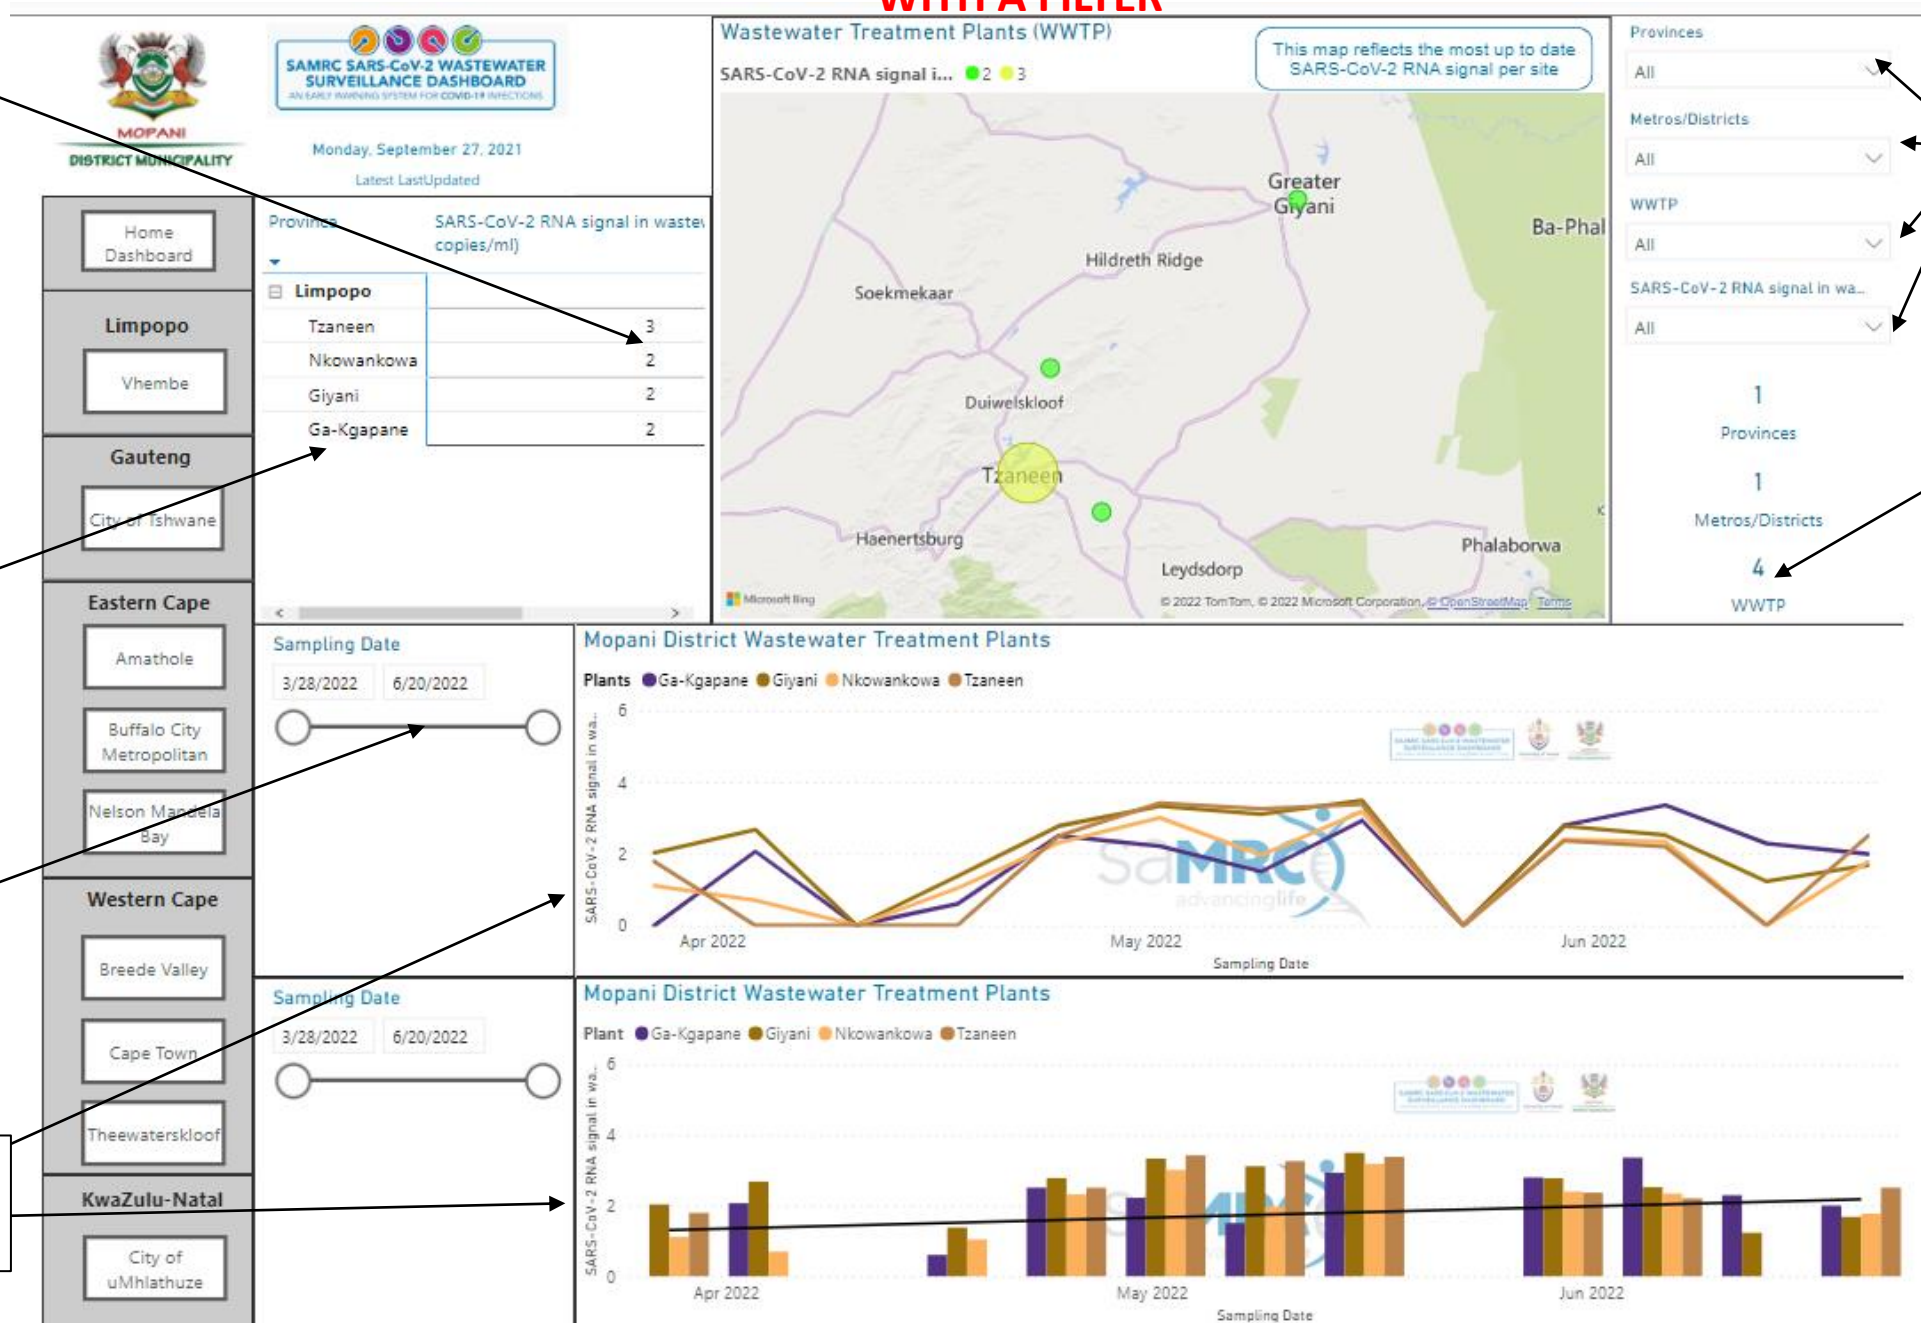 WITH A FILTER
MOPANI
DISTRICT MUNICIPALITY
SAMRC SARS-CoV-2 WASTEWATER
SURVEILLANCE DASHBOARD
AN EARLY WARNING SYSTEM FOR COVID-19 INFECTIONS
Monday, September 27, 2021
Latest LastUpdated
Home
Dashboard
Limpopo
Vhembe
Gauteng
City of Tshwane
Eastern Cape
Amathole
Buffalo City
Metropolitan
Nelson Mandela
Bay
Western Cape
Breede Valley
Cape Town
Theewaterskloof
KwaZulu-Natal
City of
uMhlathuze
Province SARS-CoV-2 RNA signal in wastew
copies/ml)
Limpopo
Tzaneen 3
Nkowankowa 2
Giyani 2
Ga-Kgapane 2
Wastewater Treatment Plants (WWTP)
SARS-CoV-2 RNA signal i... 2 3
This map reflects the most up to date
SARS-CoV-2 RNA signal per site
Greater
Giyani
Ba-Phal
Hildreth Ridge
Soekmekaar
Duiwelskloof
Tzaneen
Haenertsburg
Phalaborwa
Leydsdorp
K
Microsoft Bing
© 2022 TomTom, © 2022 Microsoft Corporation, © OpenStreetMap Terms
Provinces
All
Metros/Districts
All
WWTP
All
SARS-CoV-2 RNA signal in wa...
All
1
Provinces
1
Metros/Districts
4
WWTP
Sampling Date
3/28/2022 6/20/2022
Mopani District Wastewater Treatment Plants
Plants Ga-Kgapane Giyani Nkowankowa Tzaneen
SARS-CoV-2 RNA signal in wa...
6
4
2
0
saMRC
advancinglife
Apr 2022 May 2022 Jun 2022
Sampling Date
Sampling Date
3/28/2022 6/20/2022
Mopani District Wastewater Treatment Plants
Plant Ga-Kgapane Giyani Nkowankowa Tzaneen
SARS-CoV-2 RNA signal in wa...
6
4
2
0
Apr 2022 May 2022 Jun 2022
Sampling Date